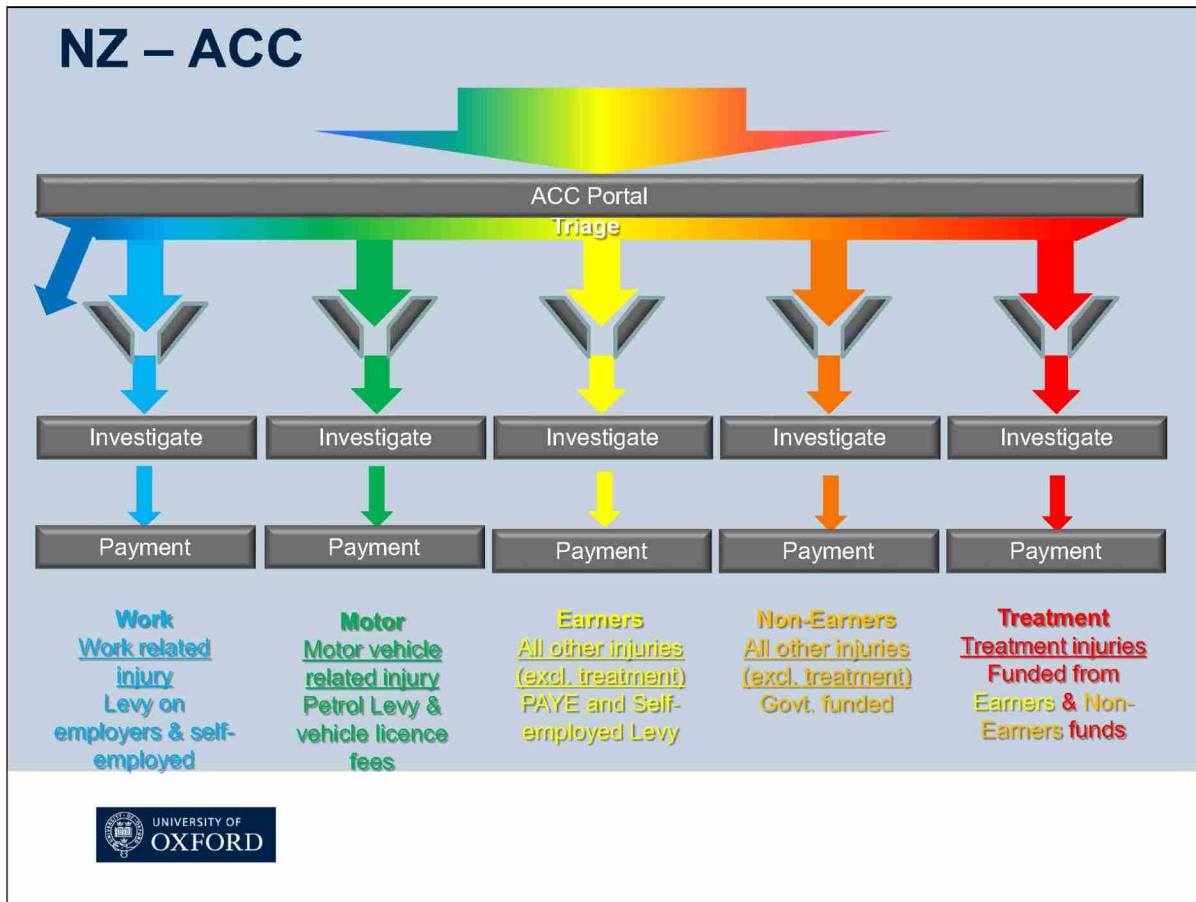 NZ – ACC
ACC Portal
Triage
Investigate
Investigate
Investigate
Investigate
Investigate
Payment
Payment
Payment
Payment
Payment
Work
Work related
injury
Levy on
employers & self-
employed
Motor
Motor vehicle
related injury
Petrol Levy &
vehicle licence
fees
Earners
All other injuries
(excl. treatment)
PAYE and Self-
employed Levy
Non-Earners
All other injuries
(excl. treatment)
Govt. funded
Treatment
Treatment injuries
Funded from
Earners & Non-
Earners funds
UNIVERSITY OF
OXFORD